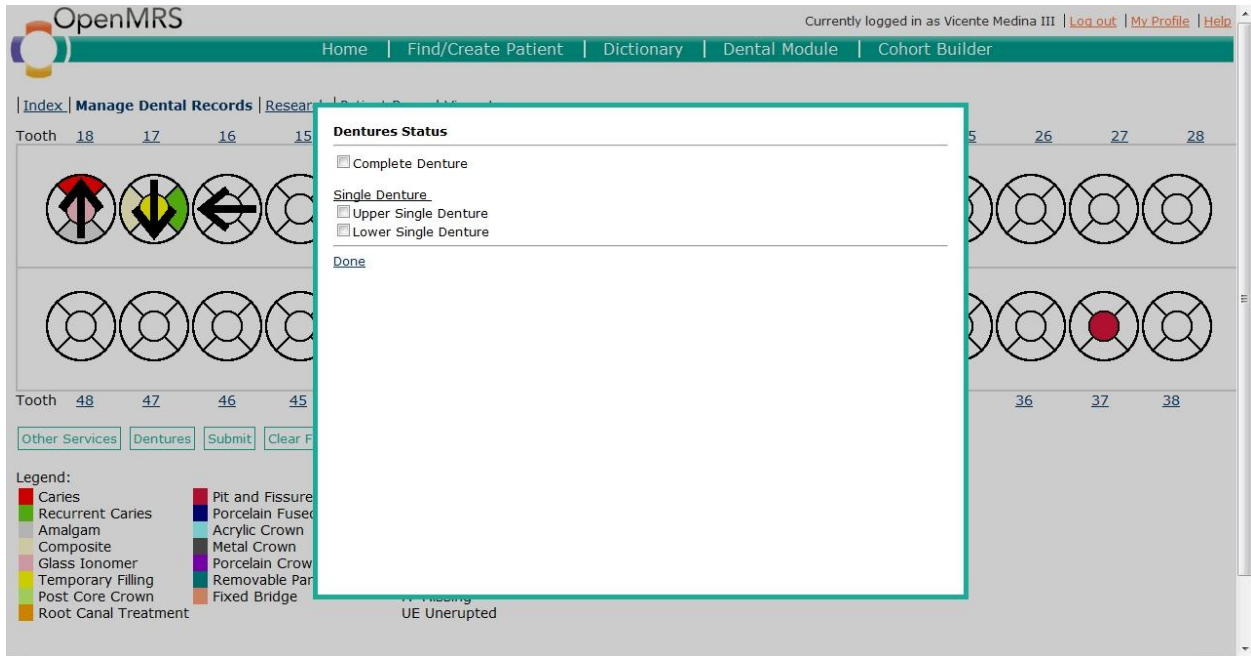 OpenMRS
Currently logged in as Vicente Medina III | Log out | My Profile | Help
Home | Find/Create Patient | Dictionary | Dental Module | Cohort Builder
| Index | Manage Dental Records | Resear
Tooth 18 17 16 15
26 27 28
Dentures Status
Complete Denture
Single Denture
Upper Single Denture
Lower Single Denture
Done
Tooth 48 47 46 45
36 37 38
Other Services Dentures Submit Clear F
Legend:
Caries
Recurrent Caries
Amalgam
Composite
Glass Ionomer
Temporary Filling
Post Core Crown
Root Canal Treatment
Pit and Fissure
Porcelain Fused
Acrylic Crown
Metal Crown
Porcelain Crow
Removable Par
Fixed Bridge
UE Unerupted